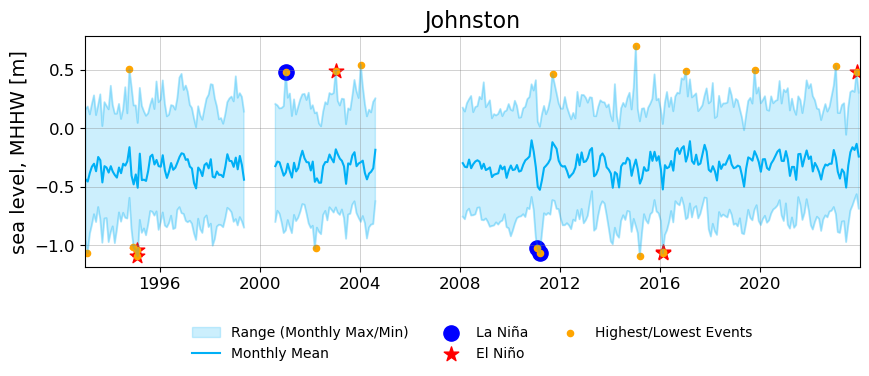 Johnston
sea level, MHHW [m]
0.5
0.0
−0.5
−1.0
1996
2000
2004
2008
2012
2016
2020
Range (Monthly Max/Min)
Monthly Mean
La Niña
El Niño
Highest/Lowest Events